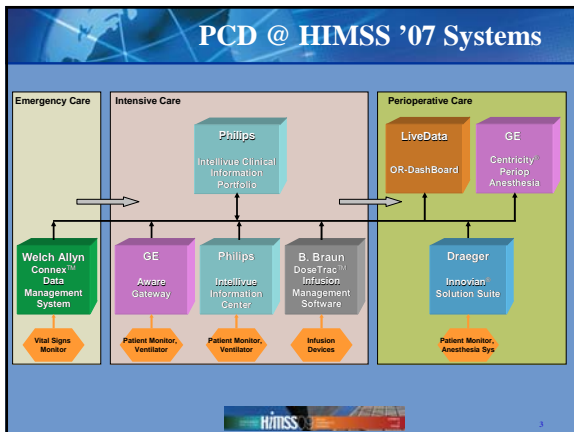 PCD @ HIMSS '07 Systems
Emergency Care
Intensive Care
Perioperative Care
Philips
Intellivue Clinical
Information
Portfolio
LiveData
OR-DashBoard
GE
Centricity®
Periop
Anesthesia
Welch Allyn
Connex™
Data
Management
System
GE
Aware
Gateway
Philips
Intellivue
Information
Center
B. Braun
DoseTrac™
Infusion
Management
Software
Draeger
Innovian®
Solution Suite
Vital Signs
Monitor
Patient Monitor,
Ventilator
Patient Monitor,
Ventilator
Infusion
Devices
Patient Monitor,
Anesthesia Sys
HIMSS09
3